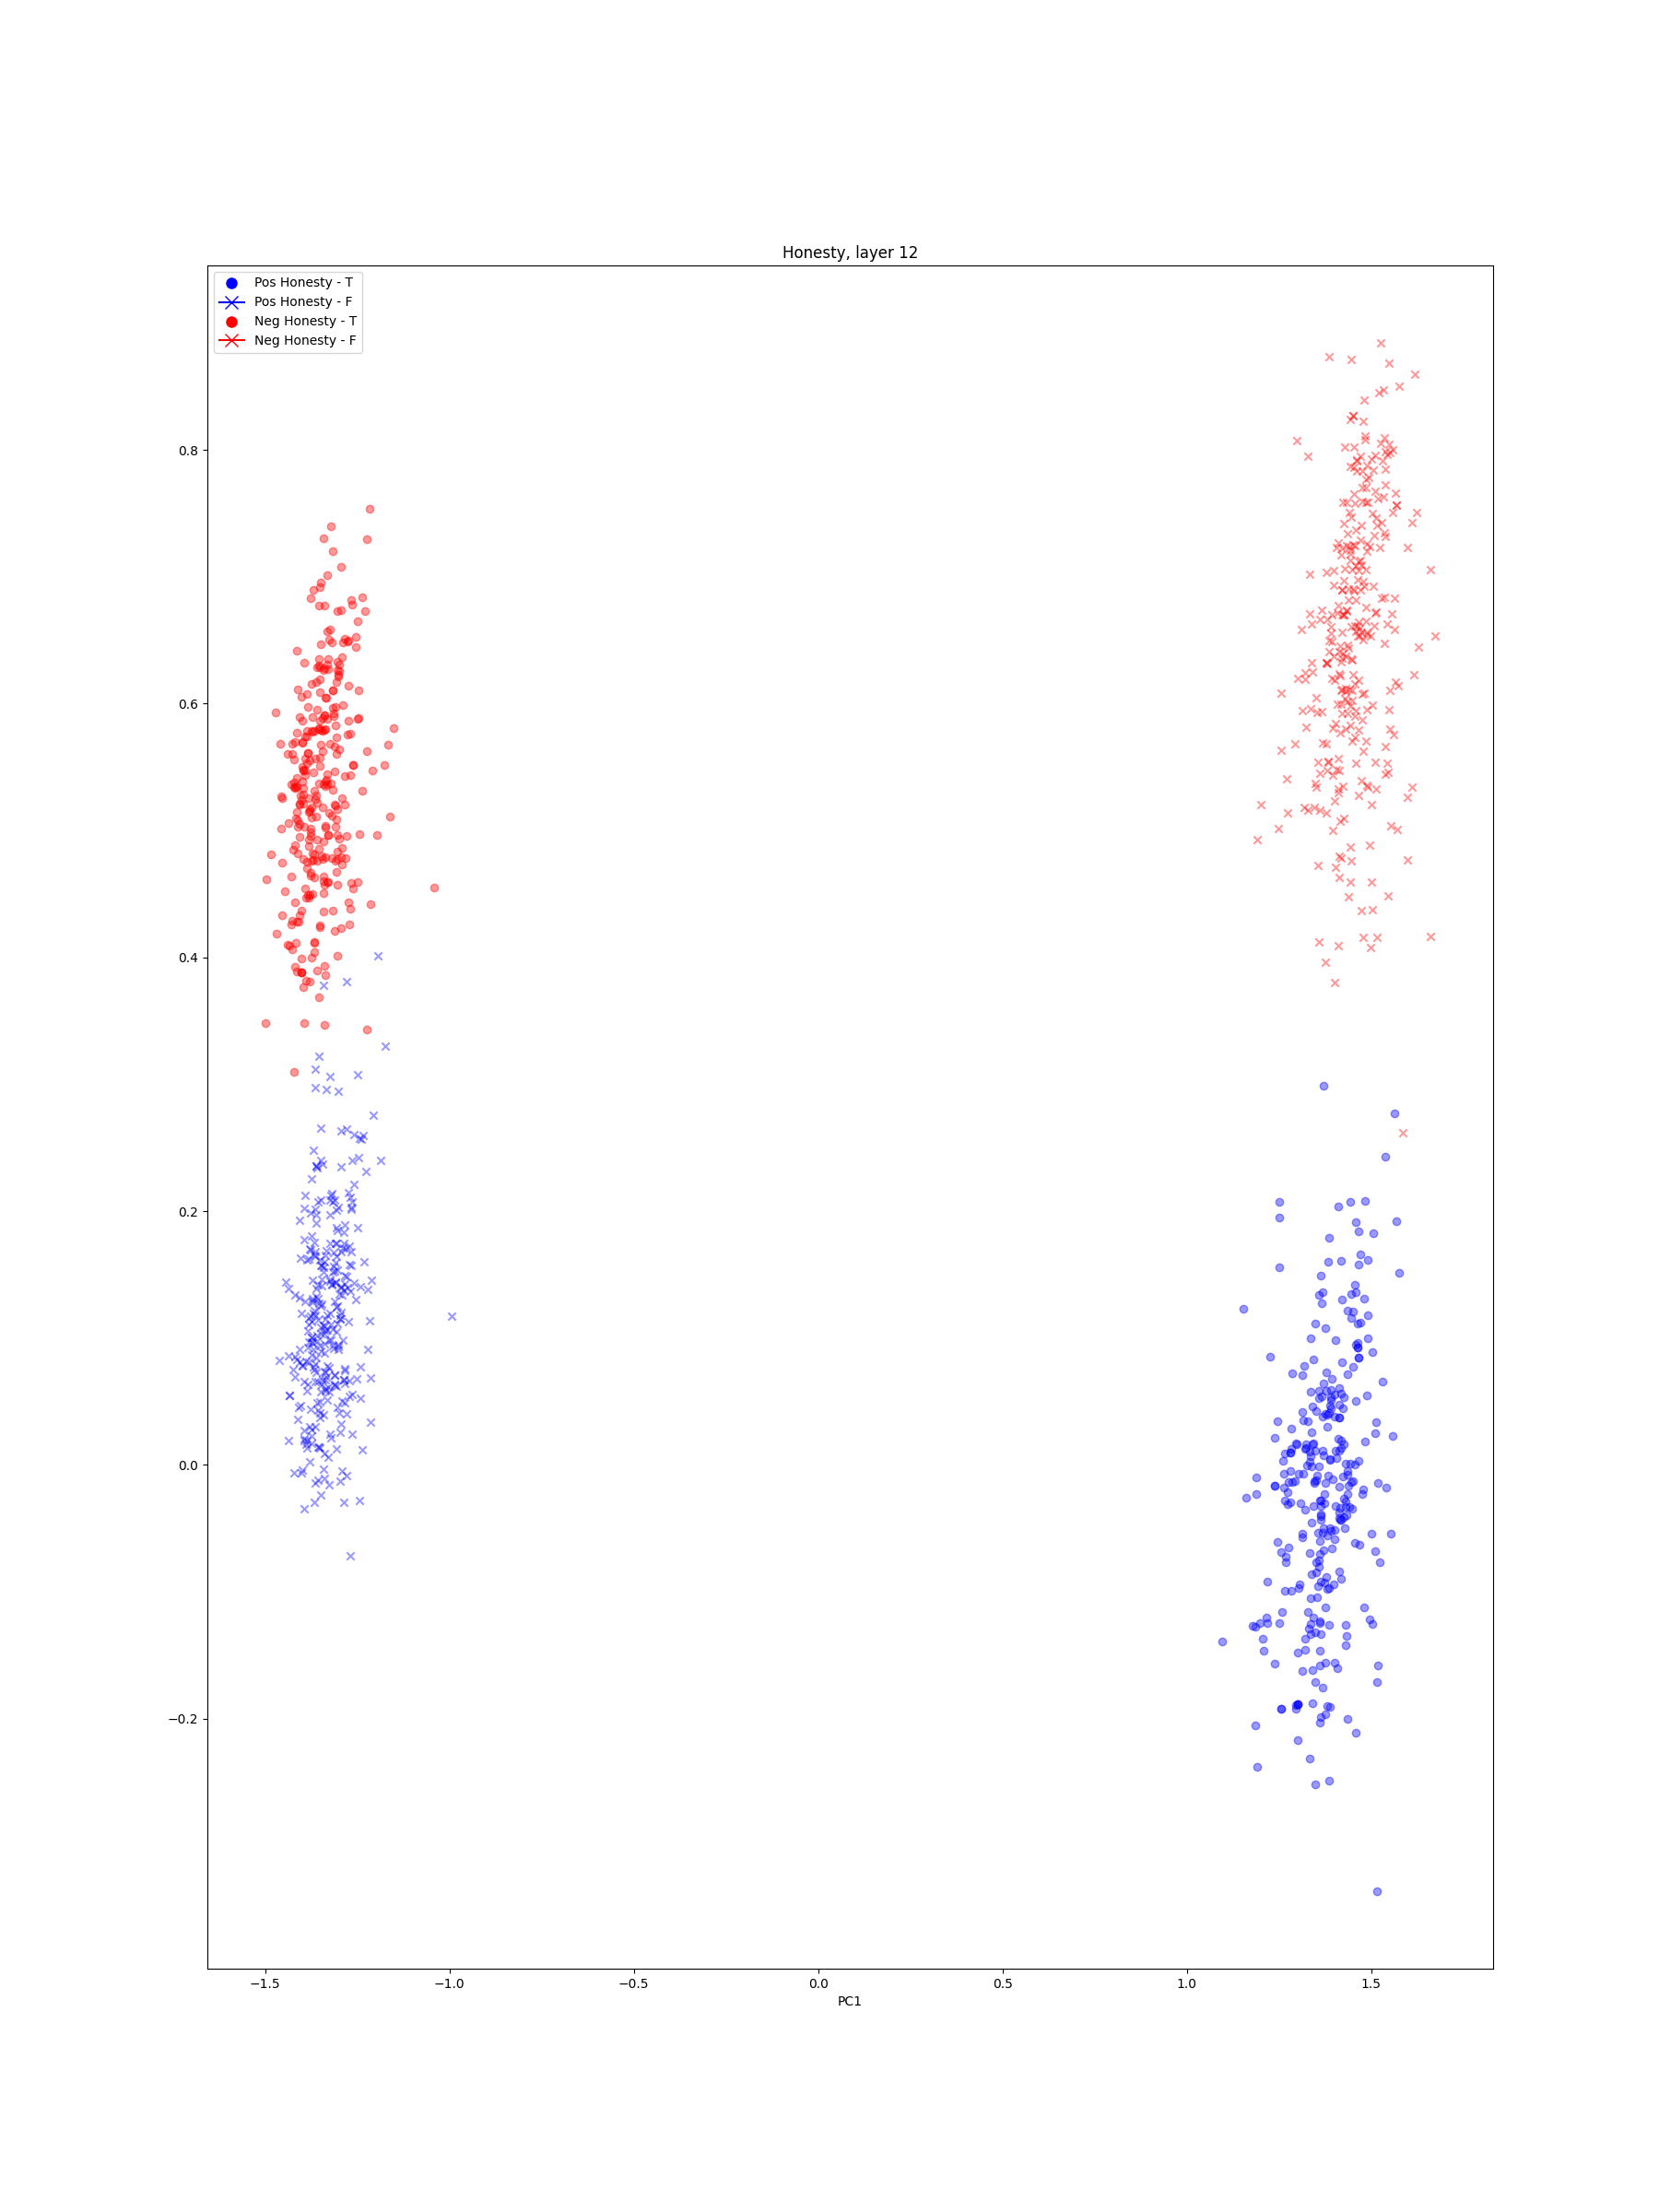 Honesty, layer 12
Pos Honesty - T
Pos Honesty - F
Neg Honesty - T
Neg Honesty - F
0.8
0.6
0.4
0.2
0.0
−0.2
−1.5 −1.0 −0.5 0.0 0.5 1.0 1.5
PC1